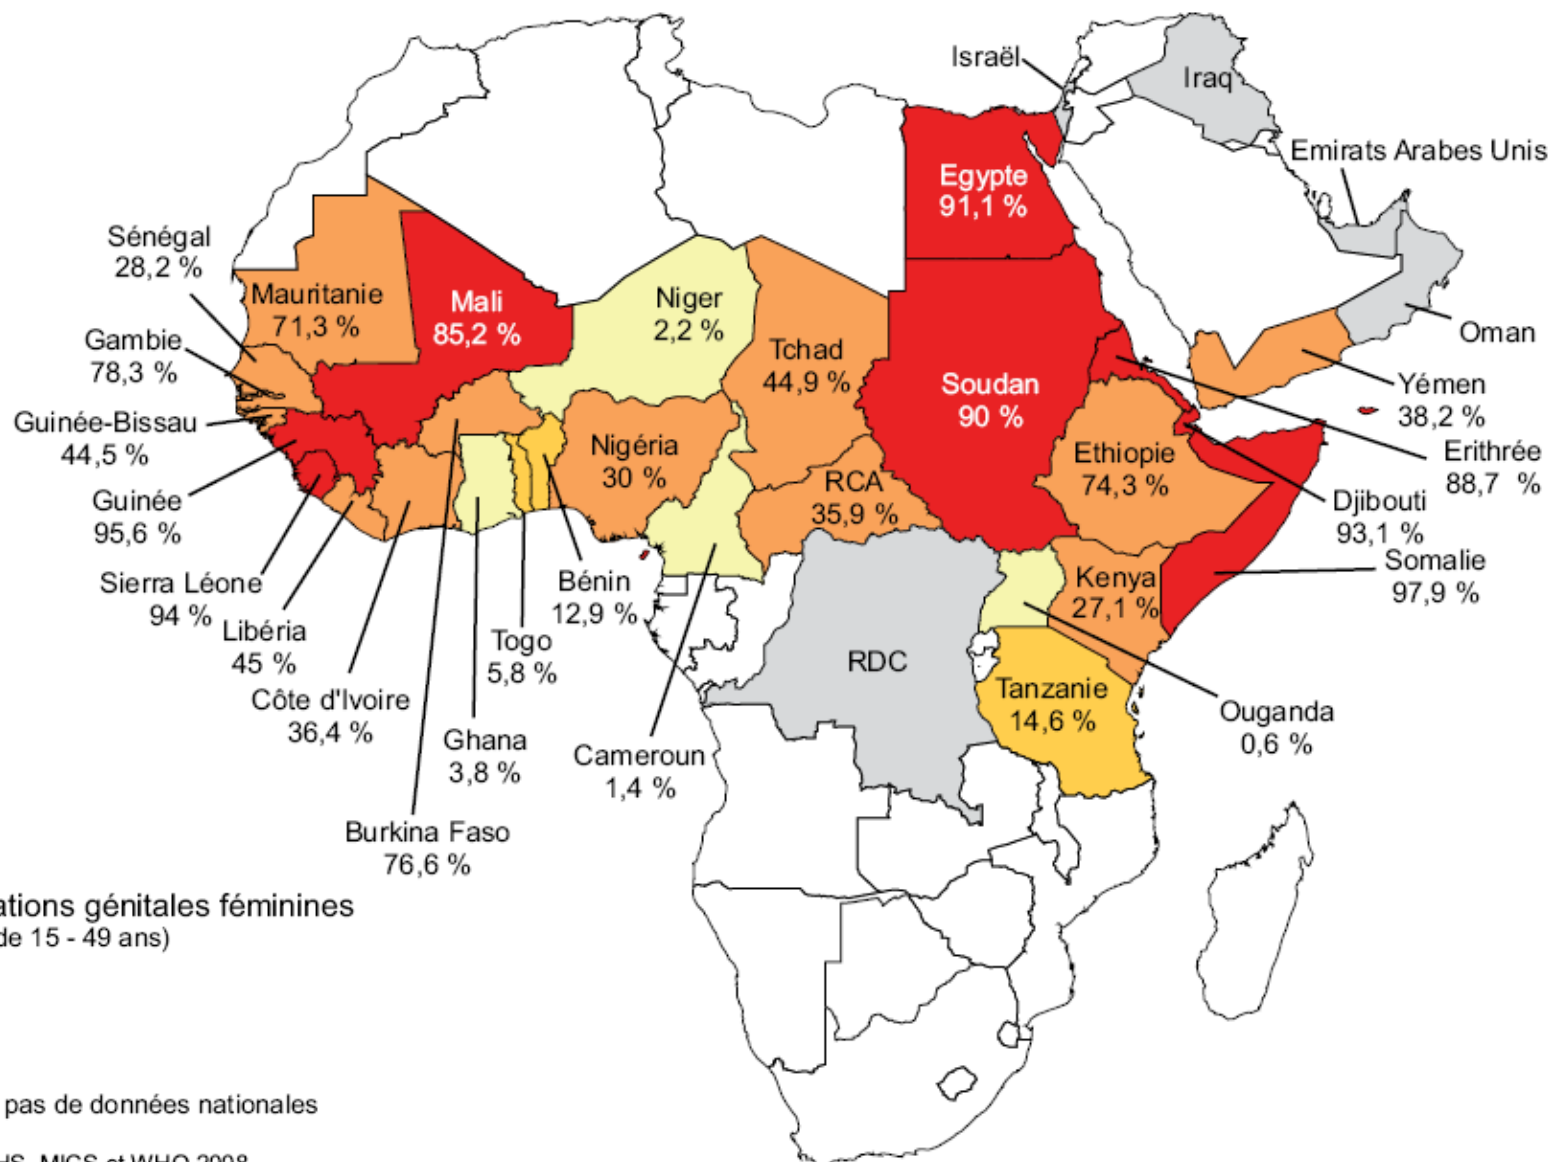 Israël
Iraq
Emirats Arabes Unis
Egypte
91,1 %
Sénégal
28,2 %
Mauritanie
71,3 %
Mali
85,2 %
Niger
2,2 %
Tchad
44,9 %
Oman
Gambie
78,3 %
Soudan
90 %
Yémen
38,2 %
Guinée-Bissau
44,5 %
Nigéria
30 %
RCA
35,9 %
Ethiopie
74,3 %
Erithrée
88,7 %
Guinée
95,6 %
Djibouti
93,1 %
Somalie
97,9 %
Sierra Léone
94 %
Bénin
12,9 %
Kenya
27,1 %
Libéria
45 %
Togo
5,8 %
RDC
Côte d'Ivoire
36,4 %
Tanzanie
14,6 %
Ouganda
0,6 %
Ghana
3,8 %
Cameroun
1,4 %
Burkina Faso
76,6 %
ations génitales féminines
de 15 - 49 ans)
pas de données nationales
HS, MICS et WHO 2008